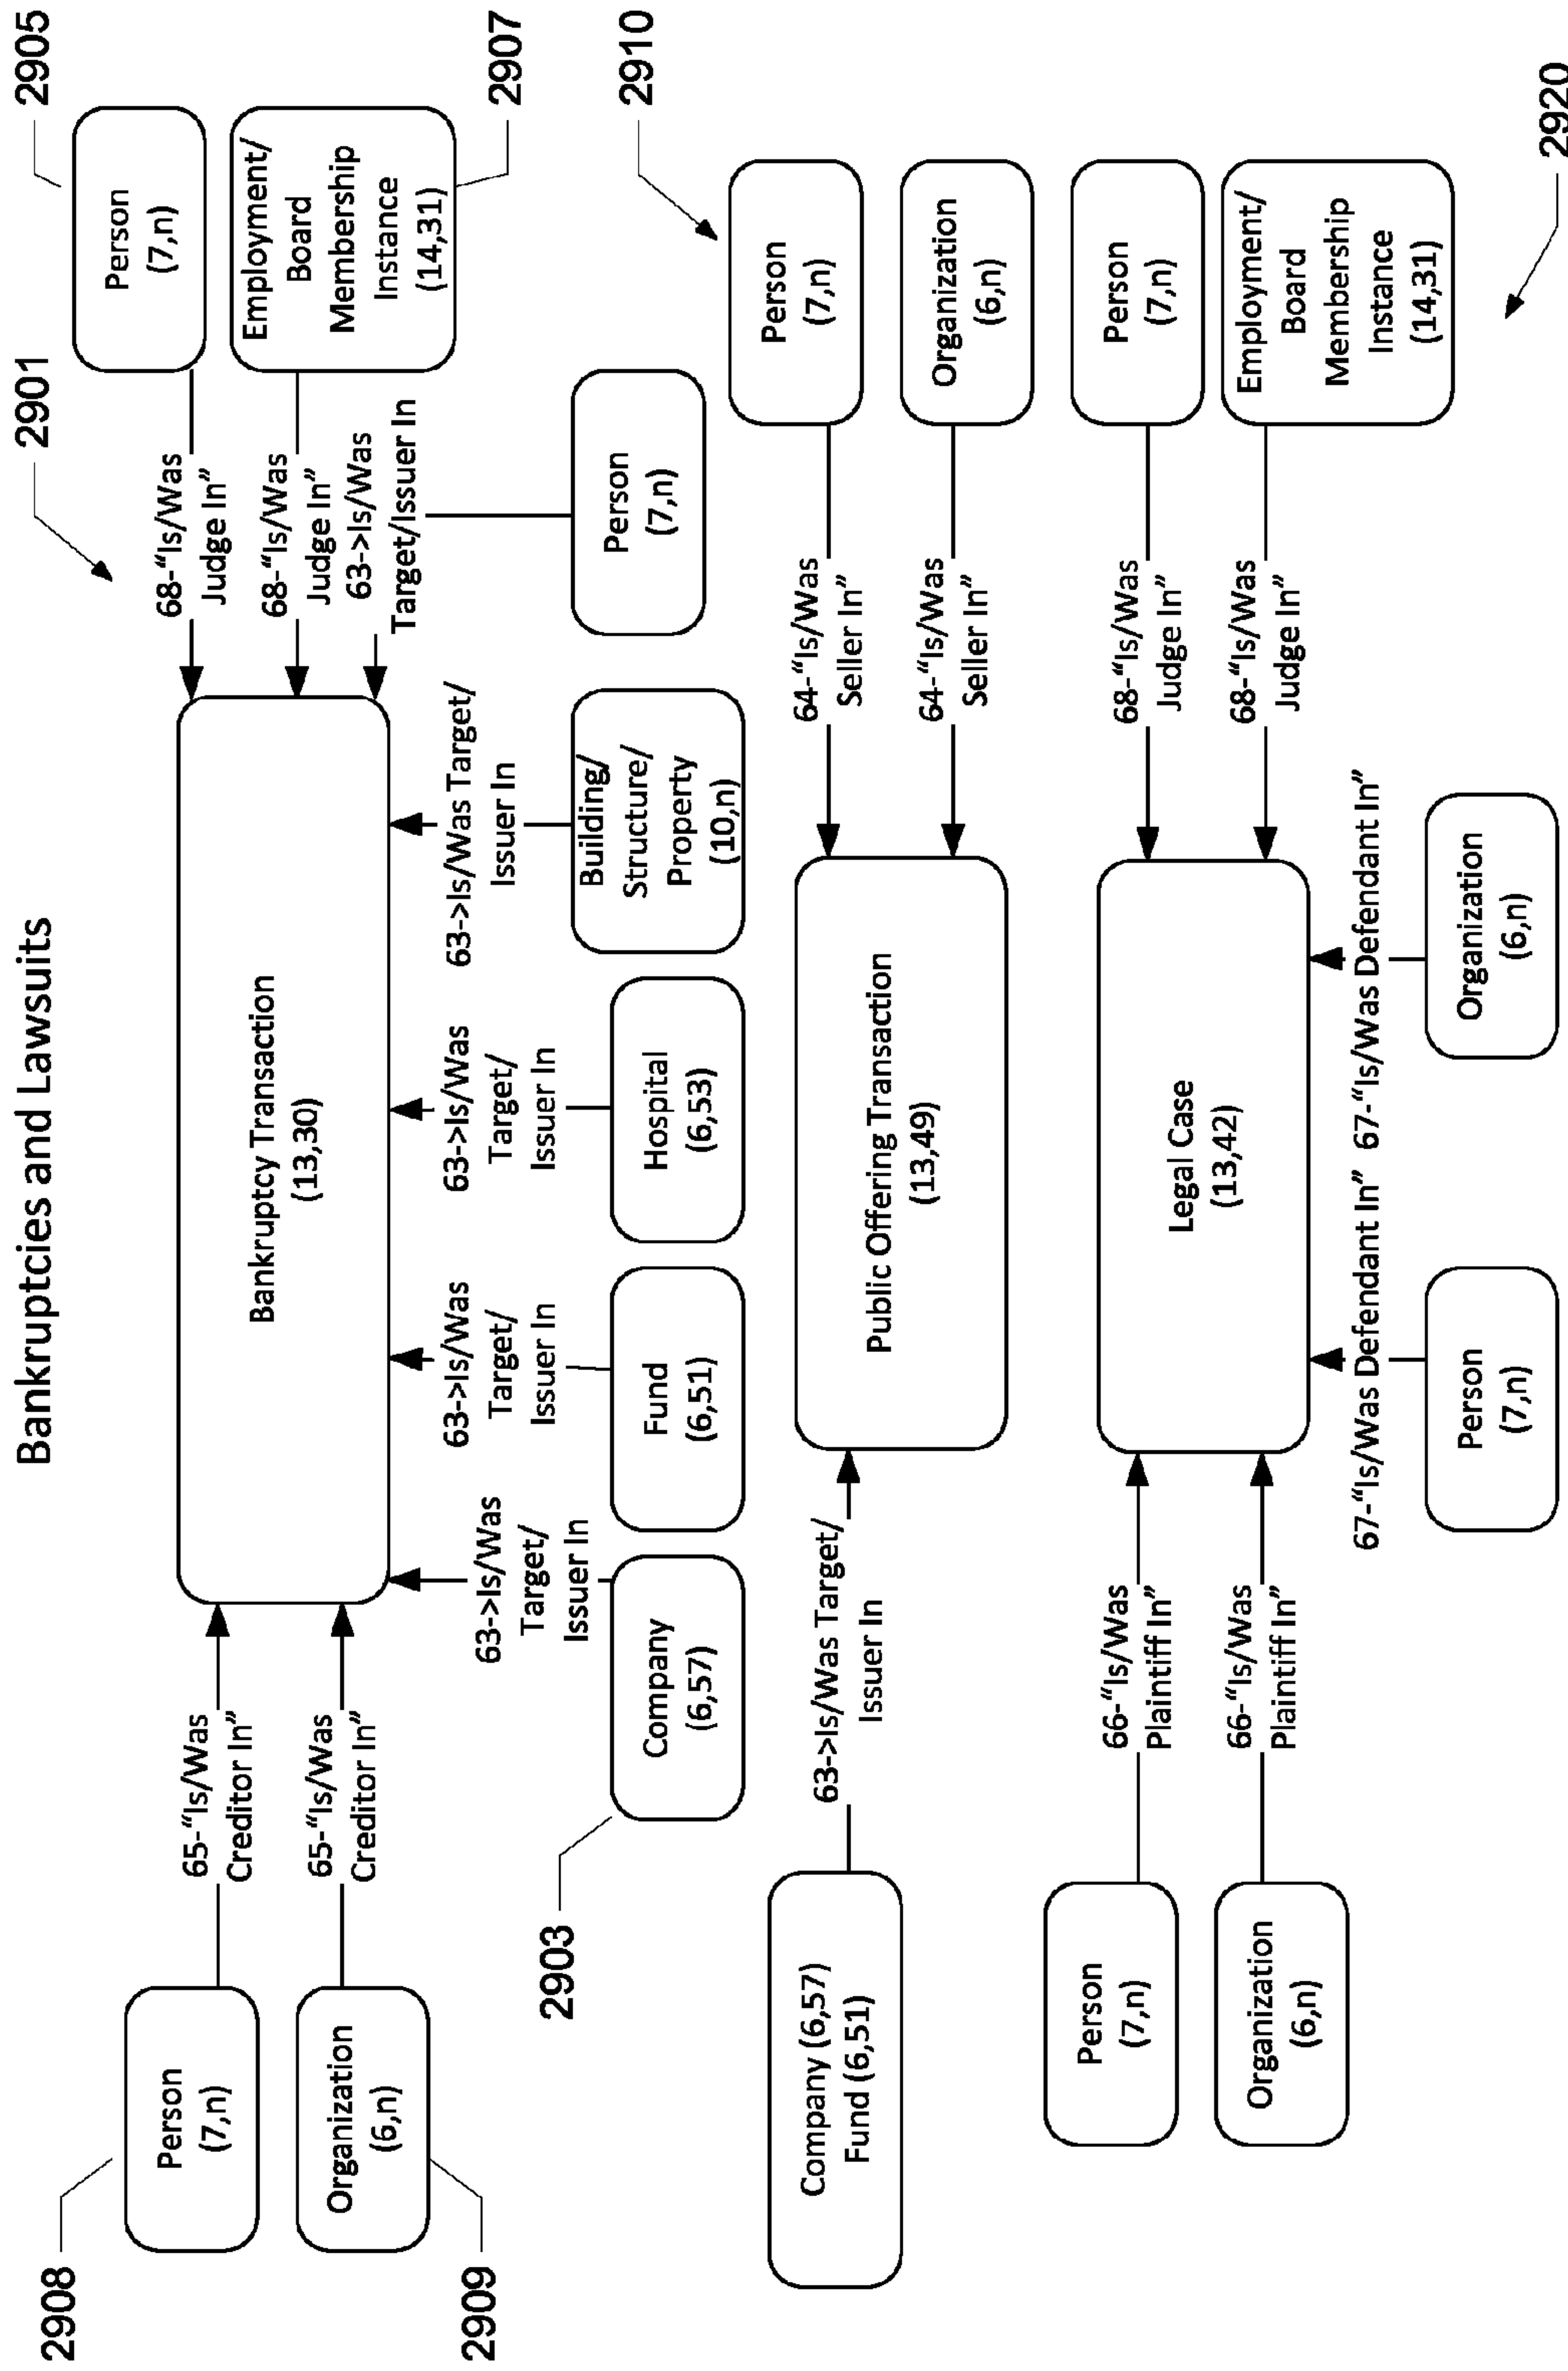 Bankruptcies and Lawsuits
2908
Person
(7,n)
65-“Is/Was
Creditor In”
Organization
(6,n)
65-“Is/Was
Creditor In”
2909
Bankruptcy Transaction
(13,30)
2901
2905
Person
(7,n)
68-“Is/Was
Judge In”
Employment/
Board
Membership
Instance
(14,31)
68-“Is/Was
Judge In”
2907
63->Is/Was
Target/Issuer In
Person
(7,n)
2903
Company
(6,57)
63->Is/Was
Target/
Issuer In
Fund
(6,51)
63->Is/Was
Target/
Issuer In
Hospital
(6,53)
63->Is/Was
Target/
Issuer In
Building/
Structure/
Property
(10,n)
63->Is/Was Target/
Issuer In
2910
Company (6,57)
Fund (6,51)
63->Is/Was Target/
Issuer In
Public Offering Transaction
(13,49)
64-“Is/Was
Seller In”
Person
(7,n)
64-“Is/Was
Seller In”
Organization
(6,n)
Person
(7,n)
66-“Is/Was
Plaintiff In”
Organization
(6,n)
66-“Is/Was
Plaintiff In”
Legal Case
(13,42)
68-“Is/Was
Judge In”
Person
(7,n)
68-“Is/Was
Judge In”
Employment/
Board
Membership
Instance
(14,31)
67-“Is/Was Defendant In”
67-“Is/Was Defendant In”
Person
(7,n)
Organization
(6,n)
2920